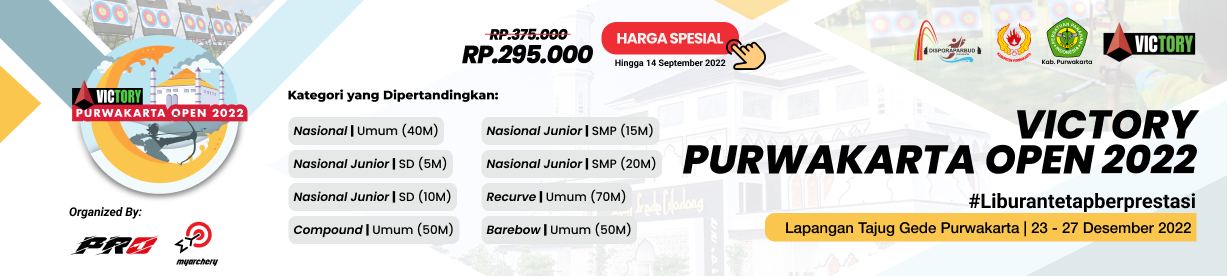 VICTORY
PURWAKARTA OPEN 2022
Organized By:
PRO
myarchery
RP.375.000
RP.295.000
HARGA SPESIAL
Hingga 14 September 2022
Kategori yang Dipertandingkan:
Nasional | Umum (40M)
Nasional Junior | SD (5M)
Nasional Junior | SD (10M)
Compound | Umum (50M)
Nasional Junior | SMP (15M)
Nasional Junior | SMP (20M)
Recurve | Umum (70M)
Barebow | Umum (50M)
DISPORAPARBUD
Kab. Purwakarta
VICTORY
VICTORY
PURWAKARTA OPEN 2022
#Liburantetapberprestasi
Lapangan Tajug Gede Purwakarta | 23 - 27 Desember 2022